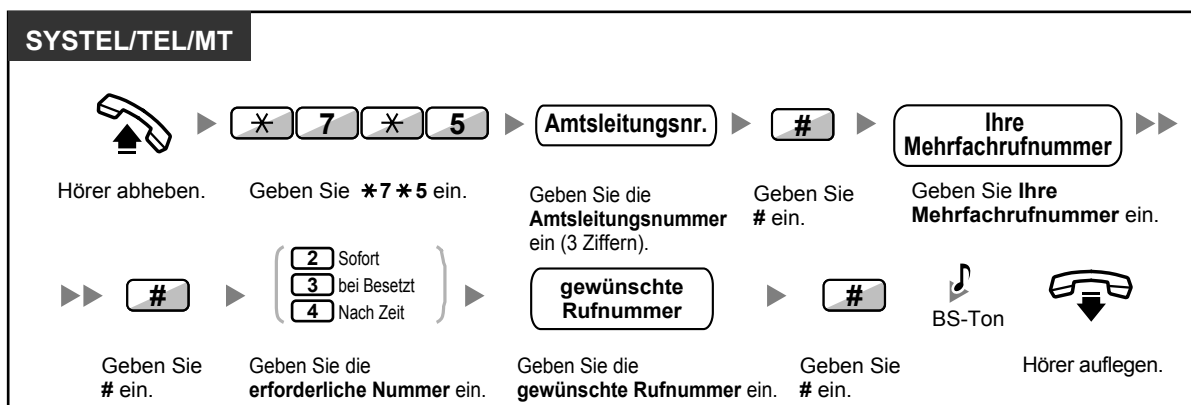 SYSTEL/TEL/MT
✱ 7 ✱ 5 Amtsleitungsnr. # Ihre
Mehrfachrufnummer
Hörer abheben.
Geben Sie ✱7✱5 ein.
Geben Sie die
Amtsleitungsnummer
ein (3 Ziffern).
Geben Sie
# ein.
Geben Sie Ihre
Mehrfachrufnummer ein.
#
2 Sofort
3 bei Besetzt
4 Nach Zeit
gewünschte
Rufnummer
#
BS-Ton
Geben Sie
# ein.
Geben Sie die
erforderliche Nummer ein.
Geben Sie die
gewünschte Rufnummer ein.
Geben Sie
# ein.
Hörer auflegen.